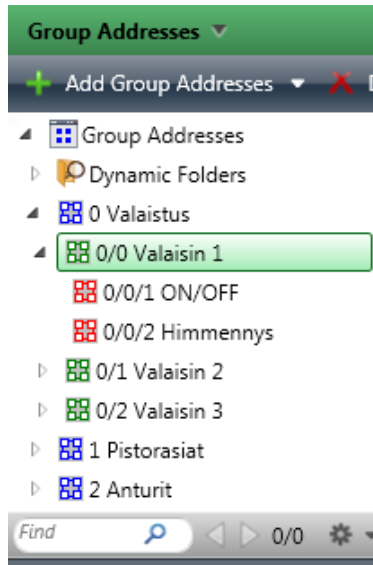 Group Addresses
Add Group Addresses
Group Addresses
Dynamic Folders
0 Valaistus
0/0 Valaisin 1
0/0/1 ON/OFF
0/0/2 Himmennys
0/1 Valaisin 2
0/2 Valaisin 3
1 Pistorasiat
2 Anturit
Find 0/0